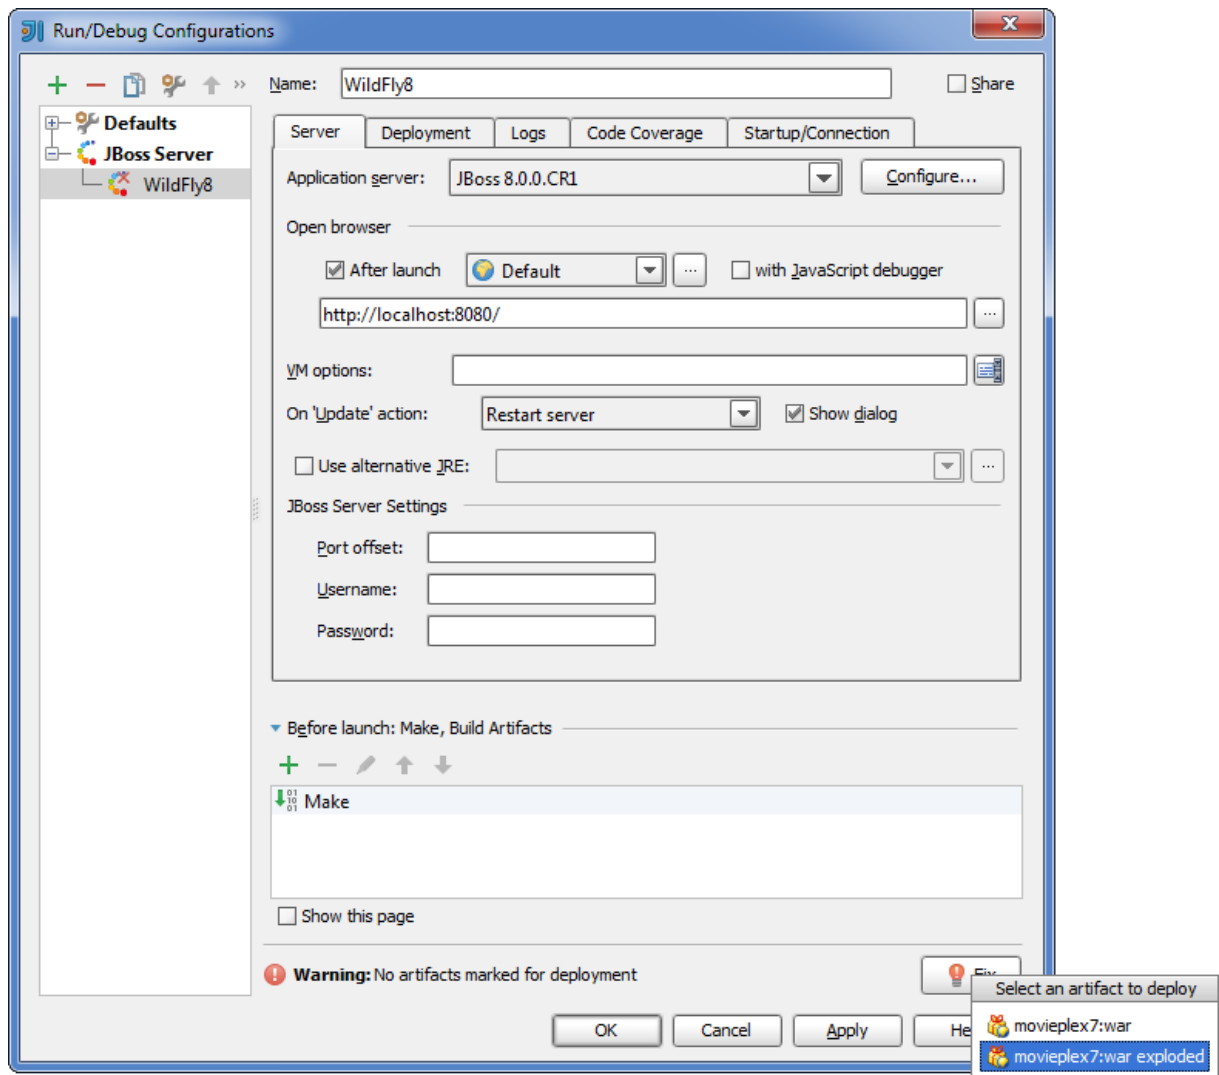 Run/Debug Configurations
Name: WildFly8 Share
Defaults
JBoss Server
WildFly8
Server Deployment Logs Code Coverage Startup/Connection
Application server: JBoss 8.0.0.CR1 Configure...
Open browser
After launch Default ... with JavaScript debugger
http://localhost:8080/ ...
VM options:
On 'Update' action: Restart server Show dialog
Use alternative JRE: ...
JBoss Server Settings
Port offset:
Username:
Password:
Before launch: Make, Build Artifacts
Make
Show this page
Warning: No artifacts marked for deployment Fix
Select an artifact to deploy
movieplex7:war
movieplex7:war exploded
OK Cancel Apply He